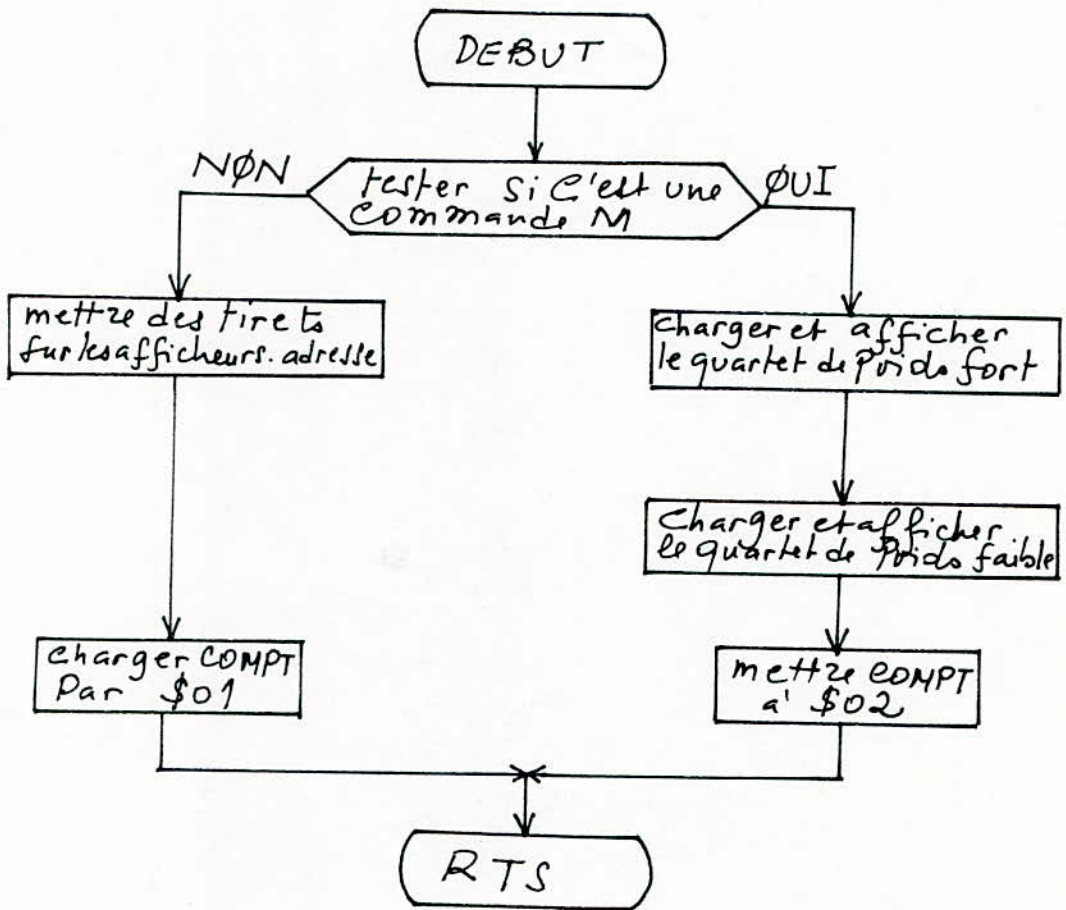 DEBUT
NØN
tester si c'est une
commande M
ØUI
mettre des tirets
sur les afficheurs.adresse
charger et afficher
le quartet de poids fort
charger et afficher
le quartet de poids faible
charger COMPT
Par $01
mettre COMPT
a' $02
RTS